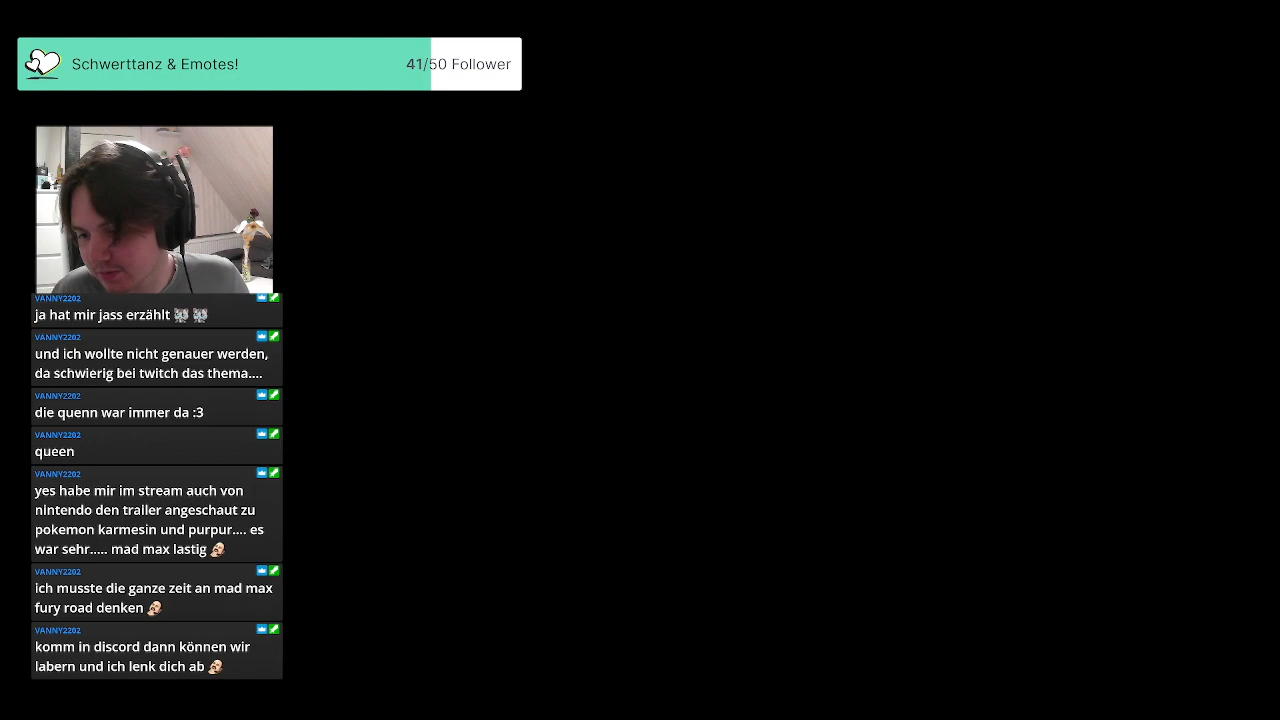 Schwerttanz & Emotes! 41/50 Follower
VANNY2202
ja hat mir jass erzählt
VANNY2202
und ich wollte nicht genauer werden,
da schwierig bei twitch das thema....
VANNY2202
die quenn war immer da :3
VANNY2202
queen
VANNY2202
yes habe mir im stream auch von
nintendo den trailer angeschaut zu
pokemon karmesin und purpur.... es
war sehr..... mad max lastig
VANNY2202
ich musste die ganze zeit an mad max
fury road denken
VANNY2202
komm in discord dann können wir
labern und ich lenk dich ab